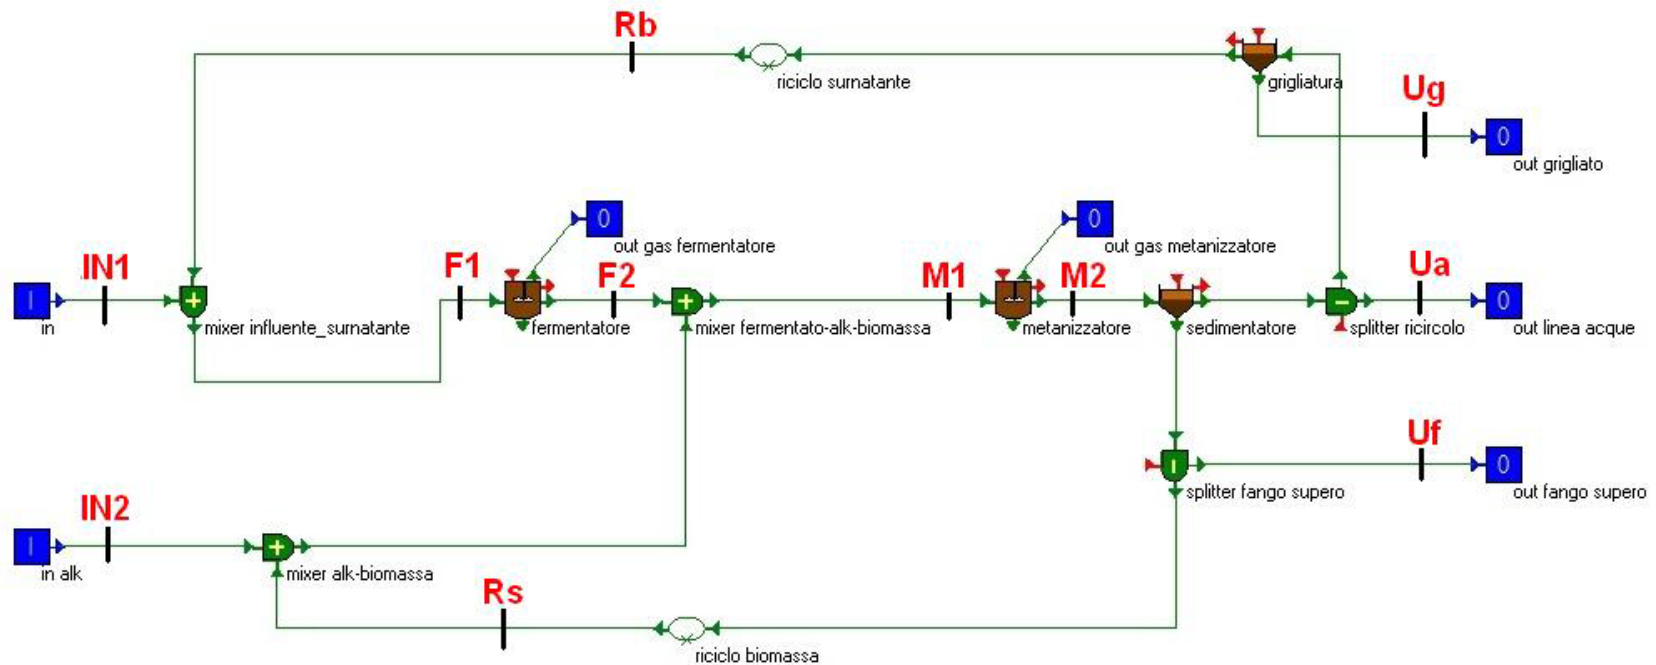 Rb
riciclo surnatante
grigliatura
Ug
0
out grigliato
0
out gas fermentatore
0
out gas metanizzatore
IN1
F1
F2
M1
M2
Ua
I
in
+
mixer influente_surnatante
fermentatore
+
mixer fermentato-alk-biomassa
metanizzatore
sedimentatore
−
splitter ricircolo
0
out linea acque
Uf
splitter fango supero
0
out fango supero
IN2
I
in alk
+
mixer alk-biomassa
Rs
riciclo biomassa